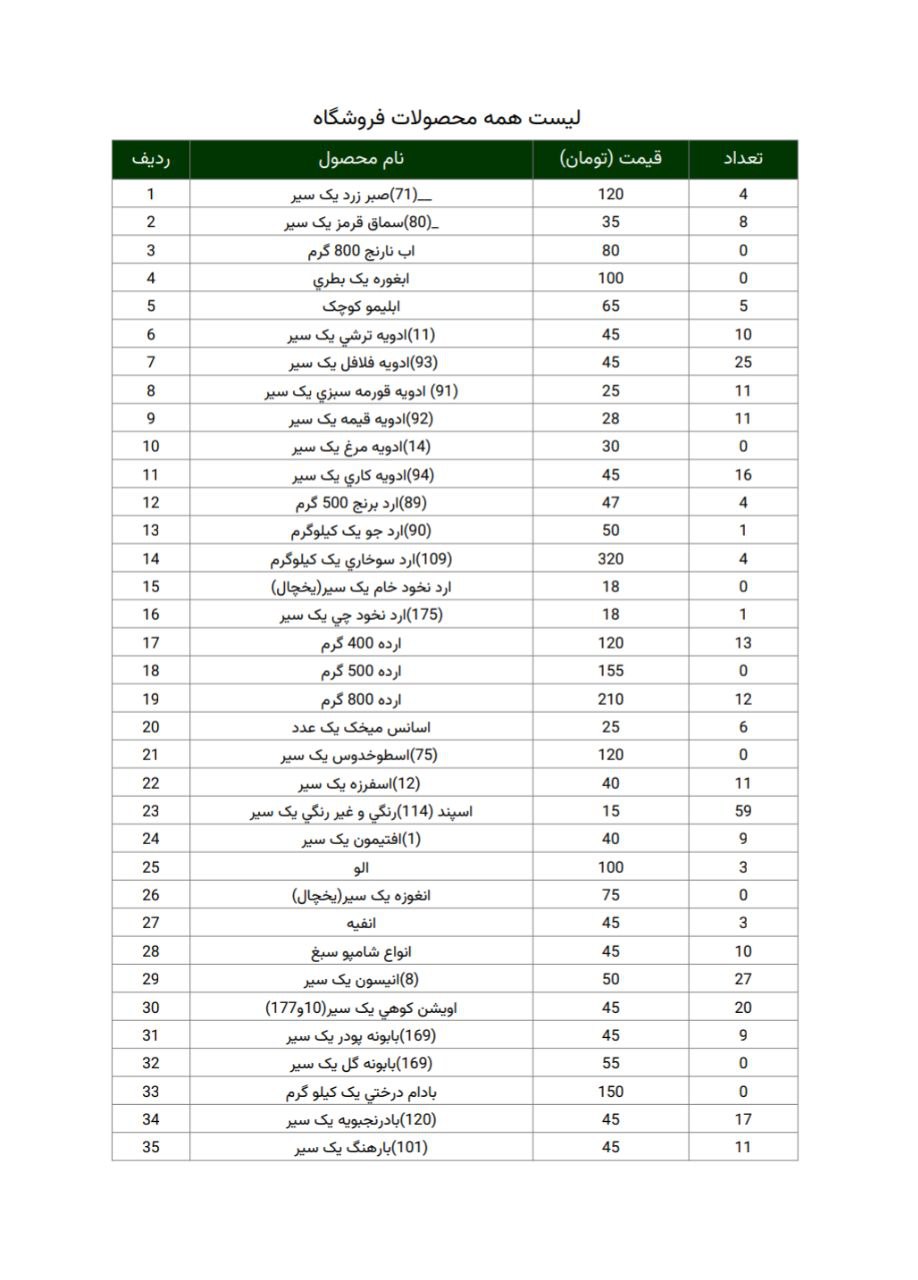 لیست همه محصولات فروشگاه
ردیف نام محصول قیمت (تومان) تعداد
1 __(71)صبر زرد یک سیر 120 4
2 _(80)سماق قرمز یک سیر 35 8
3 اب نارنج 800 گرم 80 0
4 ابغوره یک بطري 100 0
5 ابلیمو کوچک 65 5
6 (11)ادویه ترشي یک سیر 45 10
7 (93)ادویه فلافل یک سیر 45 25
8 (91) ادویه قورمه سبزي یک سیر 25 11
9 (92)ادویه قیمه یک سیر 28 11
10 (14)ادویه مرغ یک سیر 30 0
11 (94)ادویه کاري یک سیر 45 16
12 (89)ارد برنج 500 گرم 47 4
13 (90)ارد جو یک کیلوگرم 50 1
14 (109)ارد سوخاري یک کیلوگرم 320 4
15 ارد نخود خام یک سیر(یخچال) 18 0
16 (175)ارد نخود چي یک سیر 18 1
17 ارده 400 گرم 120 13
18 ارده 500 گرم 155 0
19 ارده 800 گرم 210 12
20 اسانس میخک یک عدد 25 6
21 (75)اسطوخدوس یک سیر 120 0
22 (12)اسفرزه یک سیر 40 11
23 اسپند (114)رنگي و غیر رنگي یک سیر 15 59
24 (1)افتیمون یک سیر 40 9
25 الو 100 3
26 انغوزه یک سیر(یخچال) 75 0
27 انفیه 45 3
28 انواع شامپو سبغ 45 10
29 (8)انیسون یک سیر 50 27
30 اویشن کوهي یک سیر(10و177) 45 20
31 (169)بابونه پودر یک سیر 45 9
32 (169)بابونه گل یک سیر 55 0
33 بادام درختي یک کیلو گرم 150 0
34 (120)بادرنجبویه یک سیر 45 17
35 (101)بارهنگ یک سیر 45 11